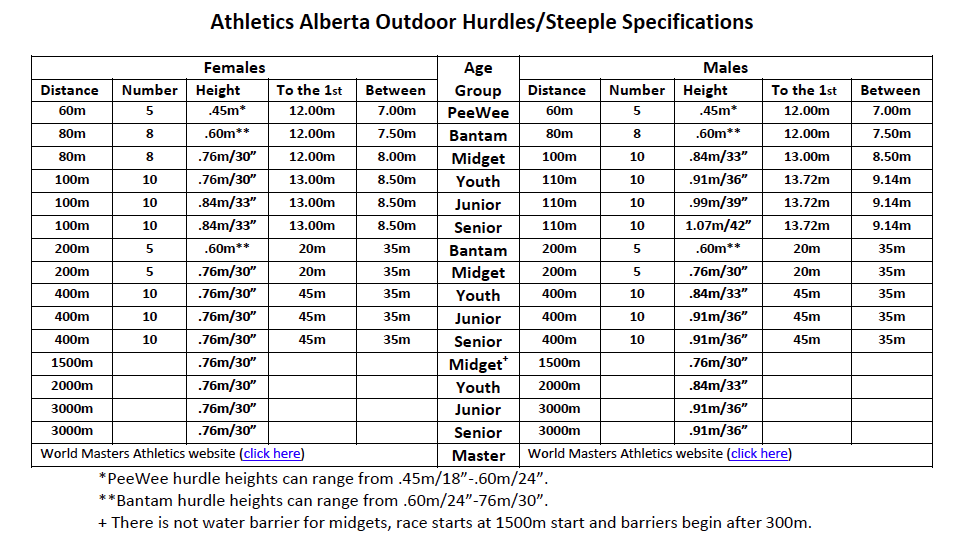 Athletics Alberta Outdoor Hurdles/Steeple Specifications
Females Age Males
Distance Number Height To the 1st Between Group Distance Number Height To the 1st Between
60m 5 .45m* 12.00m 7.00m PeeWee 60m 5 .45m* 12.00m 7.00m
80m 8 .60m** 12.00m 7.50m Bantam 80m 8 .60m** 12.00m 7.50m
80m 8 .76m/30” 12.00m 8.00m Midget 100m 10 .84m/33” 13.00m 8.50m
100m 10 .76m/30” 13.00m 8.50m Youth 110m 10 .91m/36” 13.72m 9.14m
100m 10 .84m/33” 13.00m 8.50m Junior 110m 10 .99m/39” 13.72m 9.14m
100m 10 .84m/33” 13.00m 8.50m Senior 110m 10 1.07m/42” 13.72m 9.14m
200m 5 .60m** 20m 35m Bantam 200m 5 .60m** 20m 35m
200m 5 .76m/30” 20m 35m Midget 200m 5 .76m/30” 20m 35m
400m 10 .76m/30” 45m 35m Youth 400m 10 .84m/33” 45m 35m
400m 10 .76m/30” 45m 35m Junior 400m 10 .91m/36” 45m 35m
400m 10 .76m/30” 45m 35m Senior 400m 10 .91m/36” 45m 35m
1500m .76m/30” Midget+ 1500m .76m/30”
2000m .76m/30” Youth 2000m .84m/33”
3000m .76m/30” Junior 3000m .91m/36”
3000m .76m/30” Senior 3000m .91m/36”
World Masters Athletics website (click here) Master World Masters Athletics website (click here)
*PeeWee hurdle heights can range from .45m/18”-.60m/24”.
**Bantam hurdle heights can range from .60m/24”-76m/30”.
+ There is not water barrier for midgets, race starts at 1500m start and barriers begin after 300m.